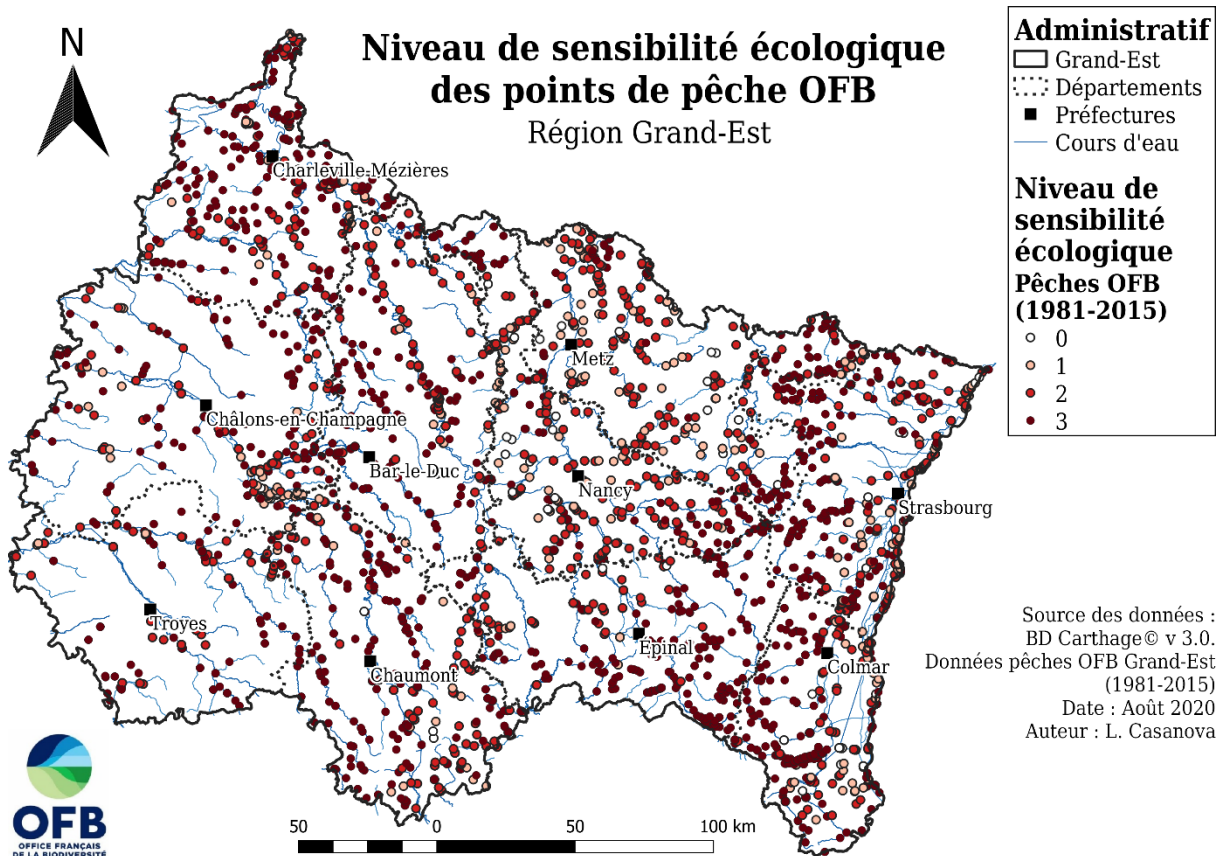 Niveau de sensibilité écologique
des points de pêche OFB
Région Grand-Est
N
Administratif
Grand-Est
Départements
Préfectures
Cours d'eau
Niveau de
sensibilité
écologique
Pêches OFB
(1981-2015)
0
1
2
3
Charleville-Mézières
Metz
Châlons-en-Champagne
Bar-le-Duc
Nancy
Strasbourg
Troyes
Epinal
Chaumont
Colmar
Source des données :
BD Carthage© v 3.0.
Données pêches OFB Grand-Est
(1981-2015)
Date : Août 2020
Auteur : L. Casanova
OFB
OFFICE FRANÇAIS
DE LA BIODIVERSITÉ
50 0 50 100 km